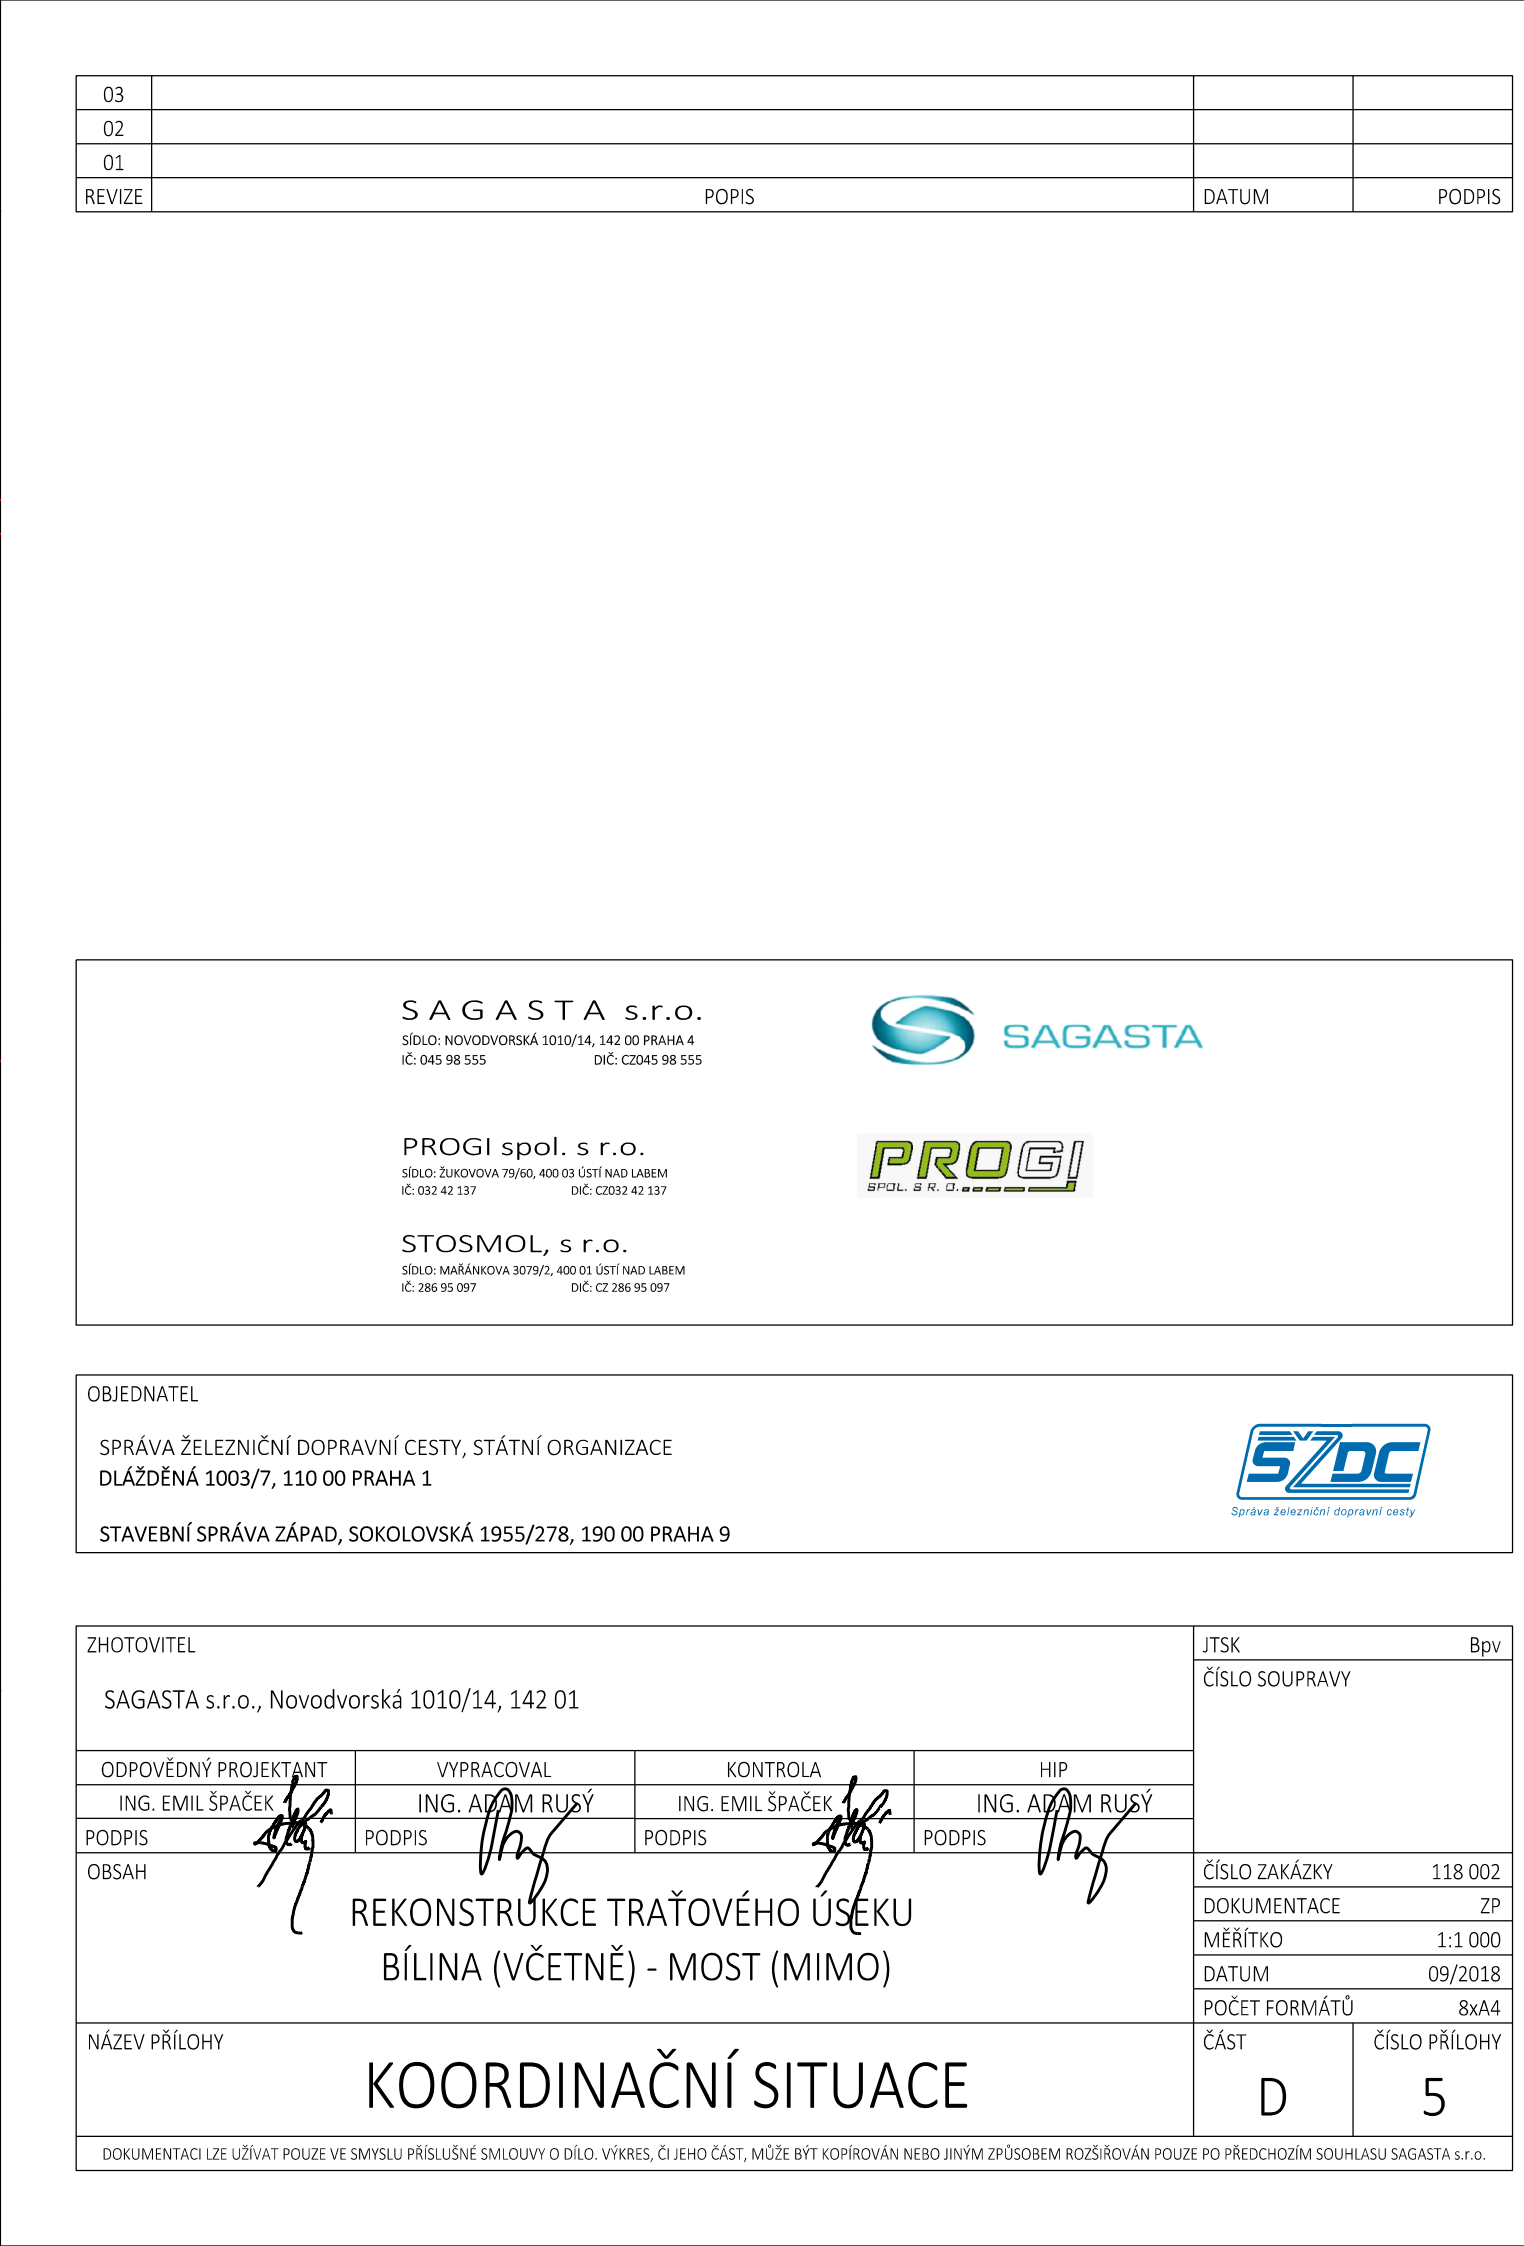 03
02
01
REVIZE POPIS DATUM PODPIS
SAGASTA s.r.o.
SÍDLO: NOVODVORSKÁ 1010/14, 142 00 PRAHA 4
IČ: 045 98 555 DIČ: CZ045 98 555
SAGASTA
PROGI spol. s r.o.
SÍDLO: ŽUKOVOVA 79/60, 400 03 ÚSTÍ NAD LABEM
IČ: 032 42 137 DIČ: CZ032 42 137
PROGI
SPOL. S R. O.
STOSMOL, s r.o.
SÍDLO: MAŘÁNKOVA 3079/2, 400 01 ÚSTÍ NAD LABEM
IČ: 286 95 097 DIČ: CZ 286 95 097
OBJEDNATEL
SPRÁVA ŽELEZNIČNÍ DOPRAVNÍ CESTY, STÁTNÍ ORGANIZACE
DLÁŽDĚNÁ 1003/7, 110 00 PRAHA 1
STAVEBNÍ SPRÁVA ZÁPAD, SOKOLOVSKÁ 1955/278, 190 00 PRAHA 9
SŽDC
Správa železniční dopravní cesty
ZHOTOVITEL
SAGASTA s.r.o., Novodvorská 1010/14, 142 01
JTSK Bpv
ČÍSLO SOUPRAVY
ODPOVĚDNÝ PROJEKTANT VYPRACOVAL KONTROLA HIP
ING. EMIL ŠPAČEK ING. ADAM RUSÝ ING. EMIL ŠPAČEK ING. ADAM RUSÝ
PODPIS PODPIS PODPIS PODPIS
OBSAH
REKONSTRUKCE TRAŤOVÉHO ÚSEKU
BÍLINA (VČETNĚ) - MOST (MIMO)
ČÍSLO ZAKÁZKY 118 002
DOKUMENTACE ZP
MĚŘÍTKO 1:1 000
DATUM 09/2018
POČET FORMÁTŮ 8xA4
NÁZEV PŘÍLOHY
KOORDINAČNÍ SITUACE
ČÁST ČÍSLO PŘÍLOHY
D 5
DOKUMENTACI LZE UŽÍVAT POUZE VE SMYSLU PŘÍSLUŠNÉ SMLOUVY O DÍLO. VÝKRES, ČI JEHO ČÁST, MŮŽE BÝT KOPÍROVÁN NEBO JINÝM ZPŮSOBEM ROZŠIŘOVÁN POUZE PO PŘEDCHOZÍM SOUHLASU SAGASTA s.r.o.